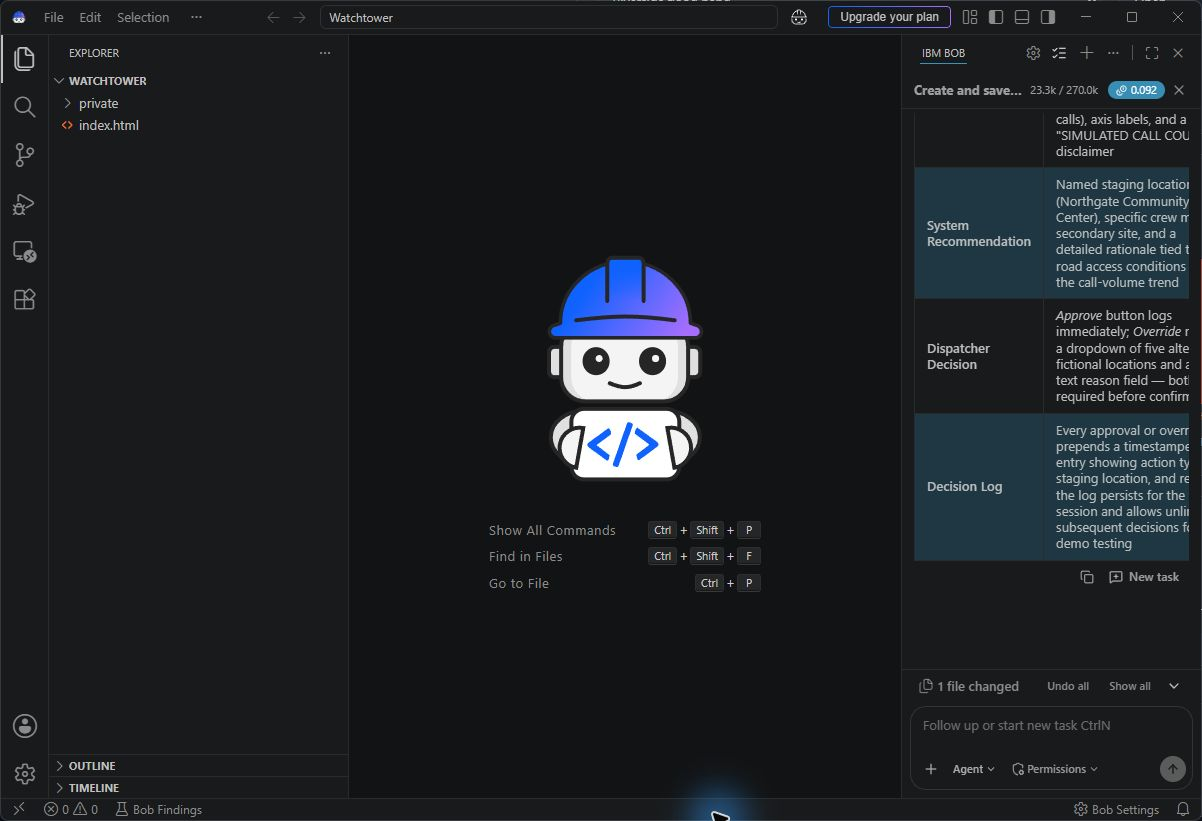 File Edit Selection ···
Watchtower
Upgrade your plan
EXPLORER
WATCHTOWER
private
index.html
OUTLINE
TIMELINE
</>
Show All Commands Ctrl + Shift + P
Find in Files Ctrl + Shift + F
Go to File Ctrl + P
IBM BOB
Create and save... 23.3k / 270.0k 0.092
calls), axis labels, and a
"SIMULATED CALL COU
disclaimer
System
Recommendation
Named staging location
(Northgate Community
Center), specific crew m
secondary site, and a
detailed rationale tied t
road access conditions
the call-volume trend
Dispatcher
Decision
Approve button logs
immediately; Override r
a dropdown of five alte
fictional locations and a
text reason field — both
required before confirm
Decision Log
Every approval or overr
prepends a timestampe
entry showing action ty
staging location, and re
the log persists for the
session and allows unlin
subsequent decisions fo
demo testing
New task
1 file changed Undo all Show all
Follow up or start new task CtrlN
Agent Permissions
0 0 Bob Findings
Bob Settings